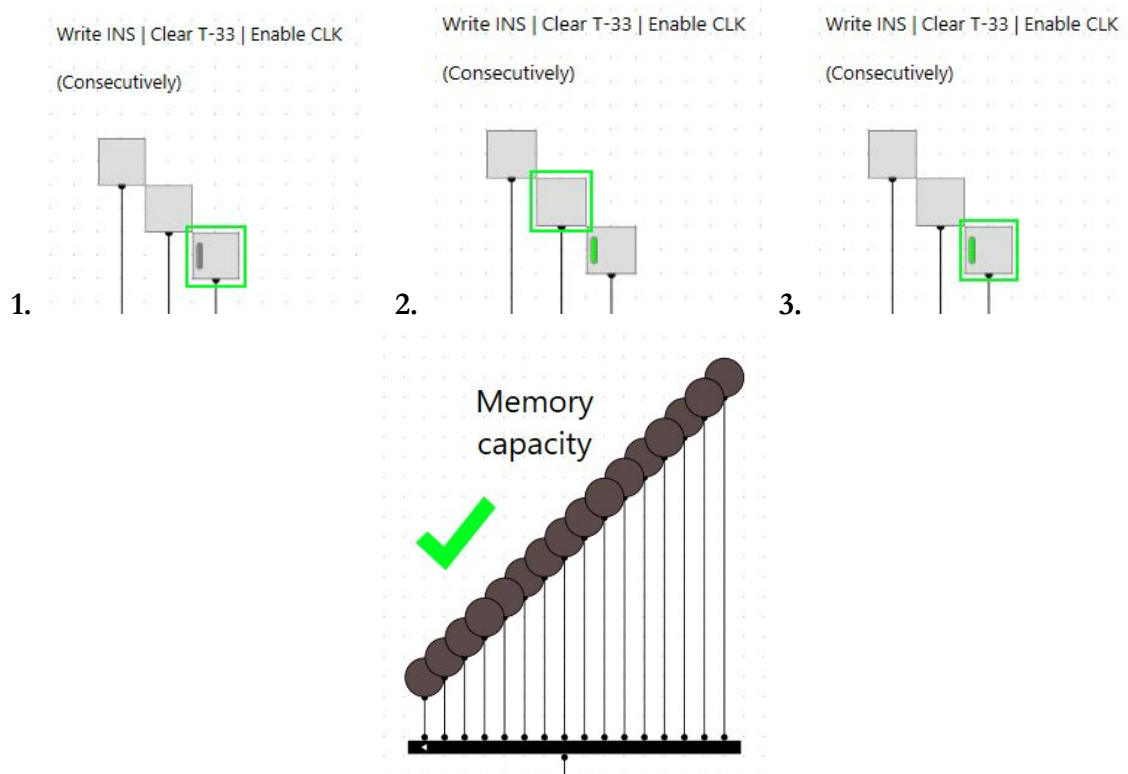 Write INS | Clear T-33 | Enable CLK
(Consecutively)
1.
Write INS | Clear T-33 | Enable CLK
(Consecutively)
2.
Write INS | Clear T-33 | Enable CLK
(Consecutively)
3.
Memory
capacity